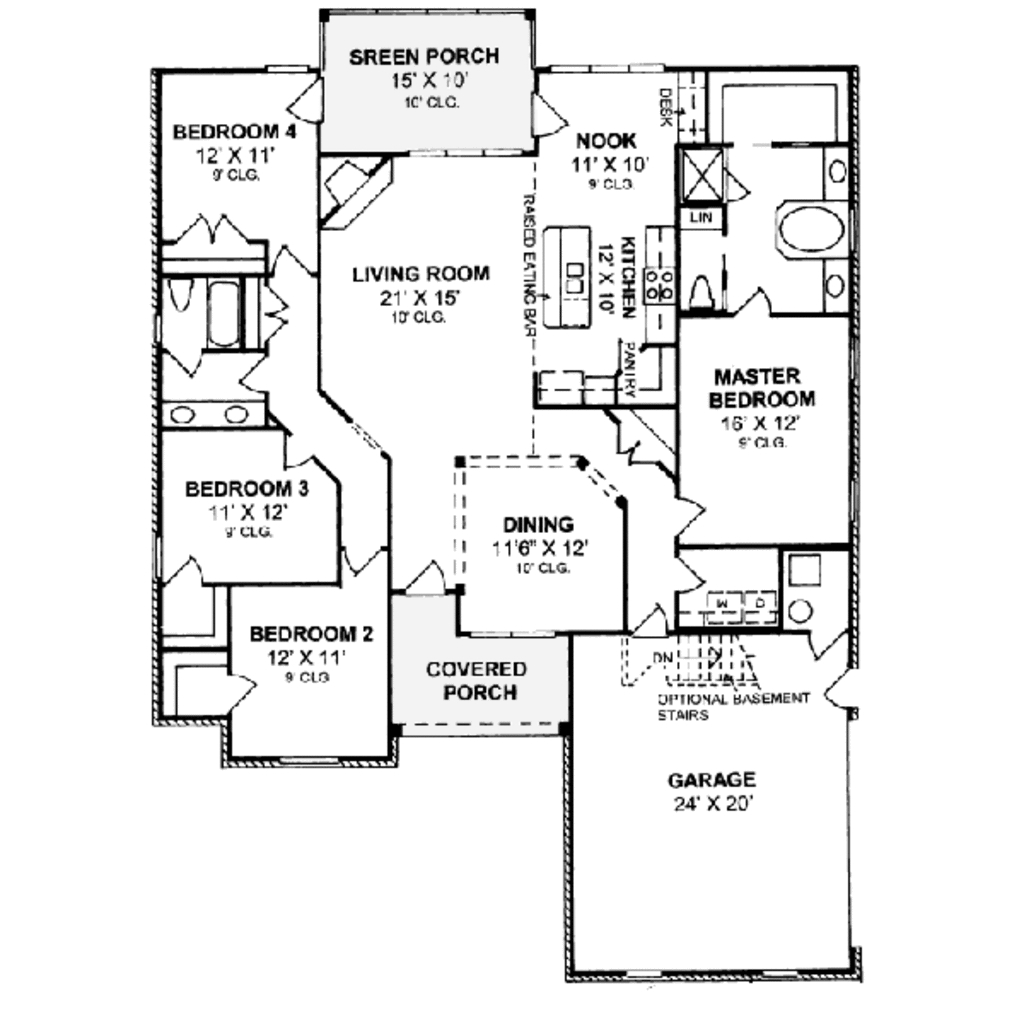 SREEN PORCH
15' X 10'
10' CLG.
BEDROOM 4
12' X 11'
9' CLG.
DESK
NOOK
11' X 10'
9' CLG.
LIN
RAISED EATING BAR
KITCHEN
12' X 10'
LIVING ROOM
21' X 15'
10' CLG.
PANTRY
MASTER
BEDROOM
16' X 12'
9' CLG.
BEDROOM 3
11' X 12'
9' CLG.
DINING
11'6" X 12'
10' CLG.
W
D
BEDROOM 2
12' X 11'
9' CLG
COVERED
PORCH
DN
OPTIONAL BASEMENT
STAIRS
GARAGE
24' X 20'